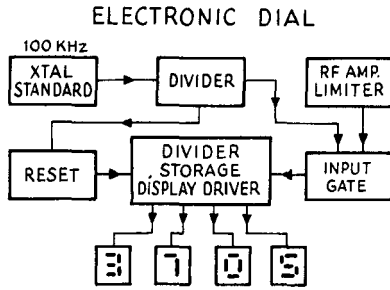 ELECTRONIC DIAL
100 KHz
XTAL
STANDARD
DIVIDER
RF AMP.
LIMITER
RESET
DIVIDER
STORAGE
DISPLAY DRIVER
INPUT
GATE
3 7 0 5